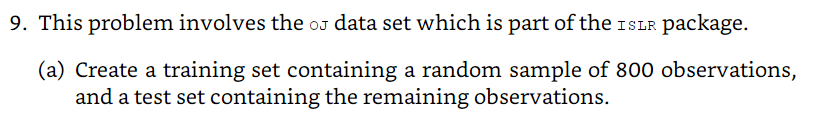 9. This problem involves the OJ data set which is part of the ISLR package.
(a) Create a training set containing a random sample of 800 observations,
and a test set containing the remaining observations.